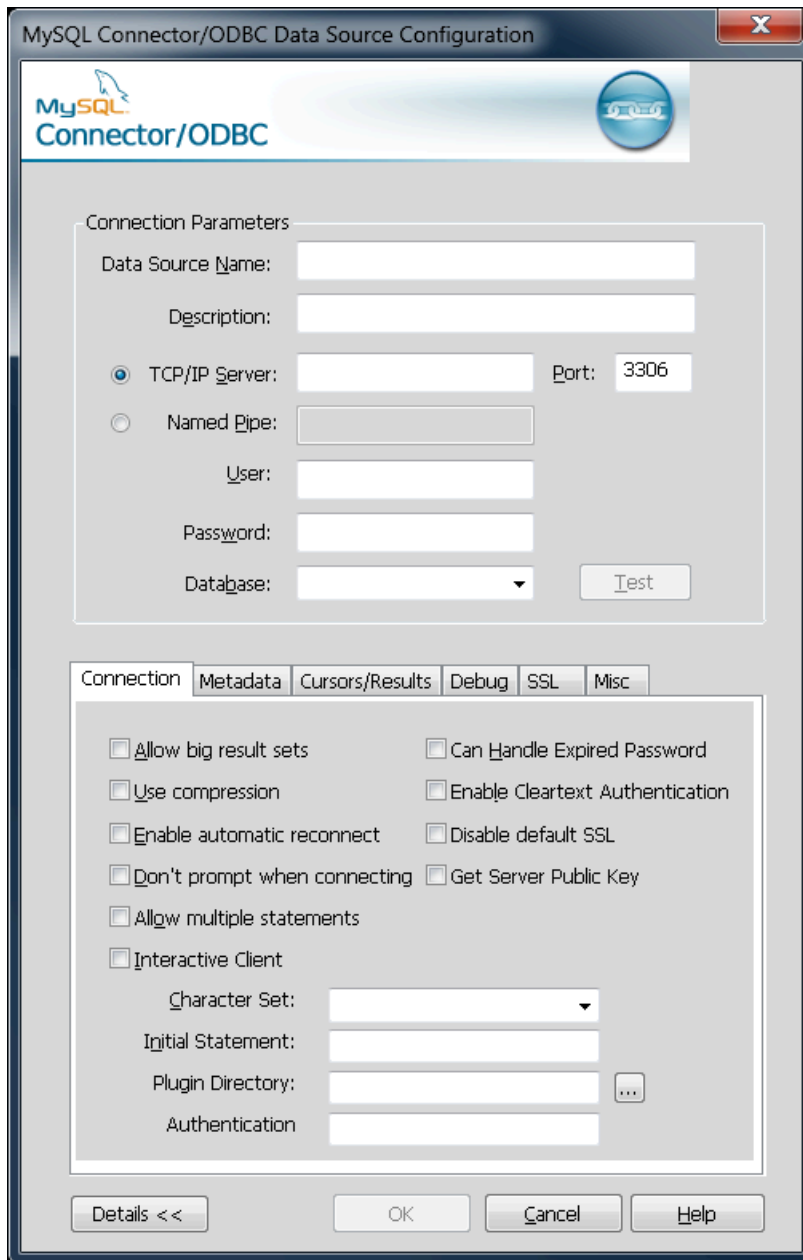 MySQL Connector/ODBC Data Source Configuration
MySQL
Connector/ODBC
Connection Parameters
Data Source Name:
Description:
TCP/IP Server:
Port:
3306
Named Pipe:
User:
Password:
Database:
Test
Connection
Metadata
Cursors/Results
Debug
SSL
Misc
Allow big result sets
Can Handle Expired Password
Use compression
Enable Cleartext Authentication
Enable automatic reconnect
Disable default SSL
Don't prompt when connecting
Get Server Public Key
Allow multiple statements
Interactive Client
Character Set:
Initial Statement:
Plugin Directory:
...
Authentication
Details <<
OK
Cancel
Help